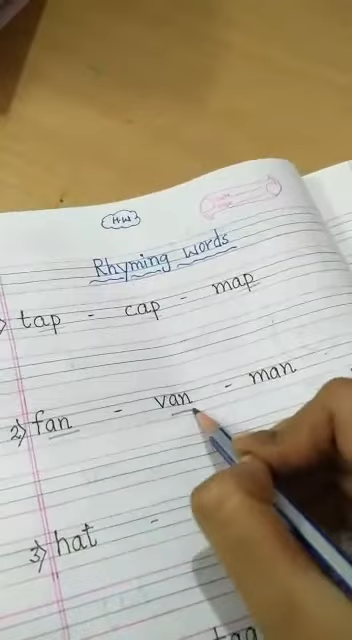 H.W
Rhyming words
tap - cap - map
2) fan - van - man
3) hat -